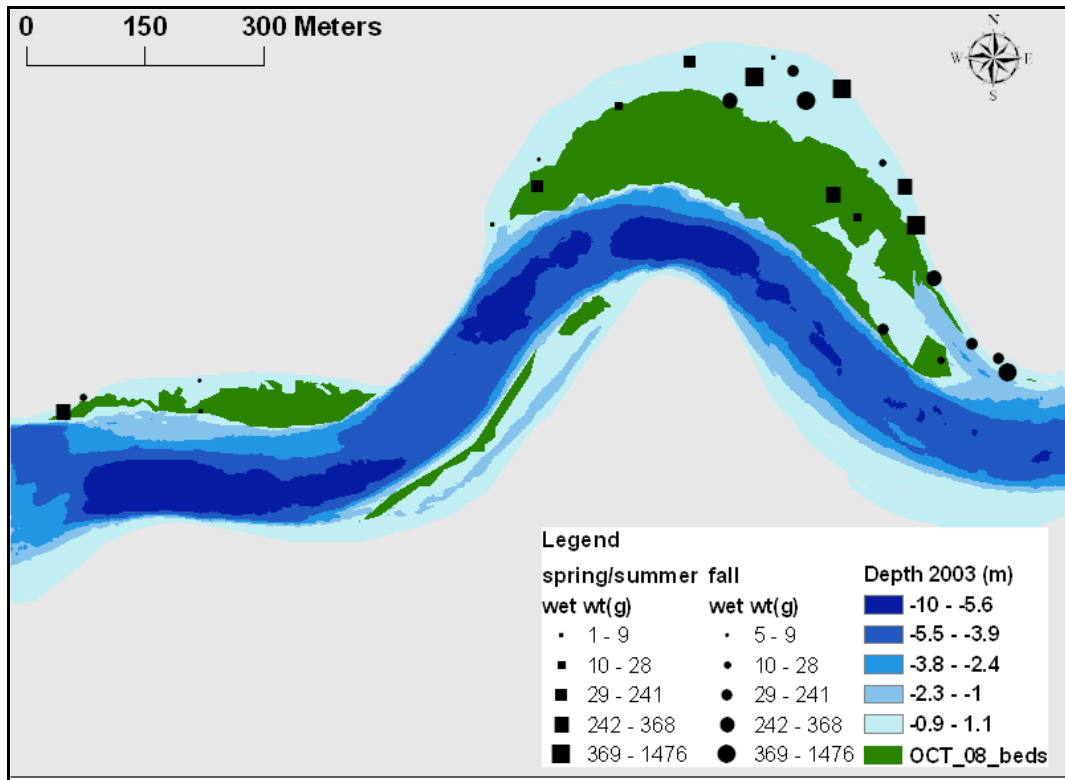 0 150 300 Meters
N
W E
S
Legend
spring/summer fall Depth 2003 (m)
wet wt(g) wet wt(g) -10 - -5.6
1 - 9 5 - 9 -5.5 - -3.9
10 - 28 10 - 28 -3.8 - -2.4
29 - 241 29 - 241 -2.3 - -1
242 - 368 242 - 368 -0.9 - 1.1
369 - 1476 369 - 1476 OCT_08_beds